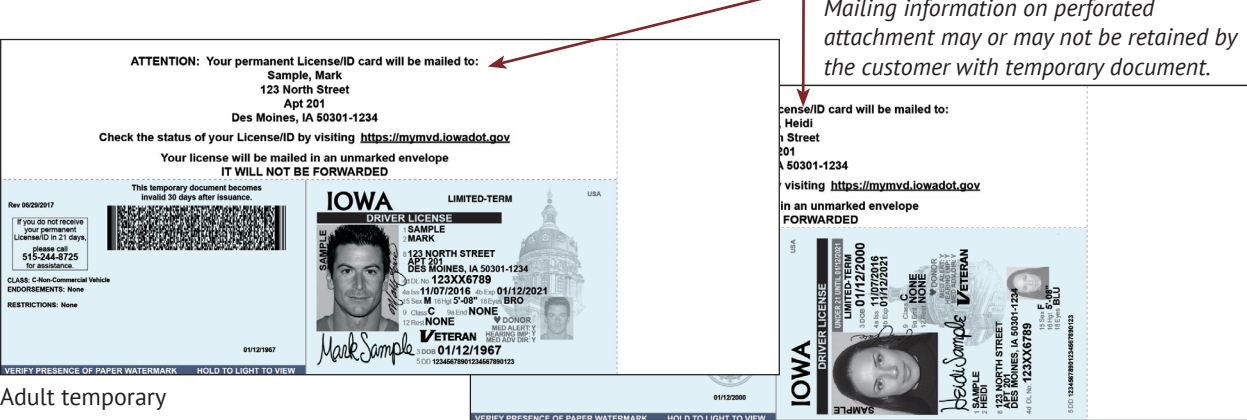 Mailing information on perforated
attachment may or may not be retained by
the customer with temporary document.
ATTENTION: Your permanent License/ID card will be mailed to:
Sample, Mark
123 North Street
Apt 201
Des Moines, IA 50301-1234
Check the status of your License/ID by visiting https://mymvd.iowadot.gov
Your license will be mailed in an unmarked envelope
IT WILL NOT BE FORWARDED
This temporary document becomes
invalid 30 days after issuance.
Rev 06/29/2017
If you do not receive
your permanent
License/ID in 21 days,
please call
515-244-8725
for assistance.
CLASS: C-Non-Commercial Vehicle
ENDORSEMENTS: None
RESTRICTIONS: None
01/12/1967
VERIFY PRESENCE OF PAPER WATERMARK HOLD TO LIGHT TO VIEW
IOWA LIMITED-TERM USA
DRIVER LICENSE
SAMPLE
1 SAMPLE
2 MARK
8 123 NORTH STREET
APT 201
DES MOINES, IA 50301-1234
4d DL No. 123XX6789
4a Iss 11/07/2016 4b Exp 01/12/2021
15 Sex M 16 Hgt 5'-08" 18 Eyes BRO
9 Class C 9a End NONE
12 Rest NONE
DONOR
MED ALERT: Y
HEARING IMP: Y
MED ADV DIR: Y
VETERAN
Mark Sample
3 DOB 01/12/1967
5 DD 12345678901234567890123
Adult temporary
cense/ID card will be mailed to:
, Heidi
h Street
201
A 50301-1234
visiting https://mymvd.iowadot.gov
in an unmarked envelope
FORWARDED
IOWA USA
DRIVER LICENSE
UNDER 21 UNTIL 01/12/2021
LIMITED-TERM
3 DOB 01/12/2000
4a Iss 11/07/2016
4b Exp 01/12/2021
9 Class C
9a End NONE
12 Rest NONE
DONOR
MED ALERT: Y
HEARING IMP: Y
MED ADV DIR: Y
VETERAN
SAMPLE
Heidi Sample
1 SAMPLE
2 HEIDI
8 123 NORTH STREET
APT 201
DES MOINES, IA 50301-1234
4d DL No. 123XX6789
15 Sex F
16 Hgt 5'-08"
18 Eyes BLU
5 DD 12345678901234567890123
01/12/2000
VERIFY PRESENCE OF PAPER WATERMARK HOLD TO LIGHT TO VIEW